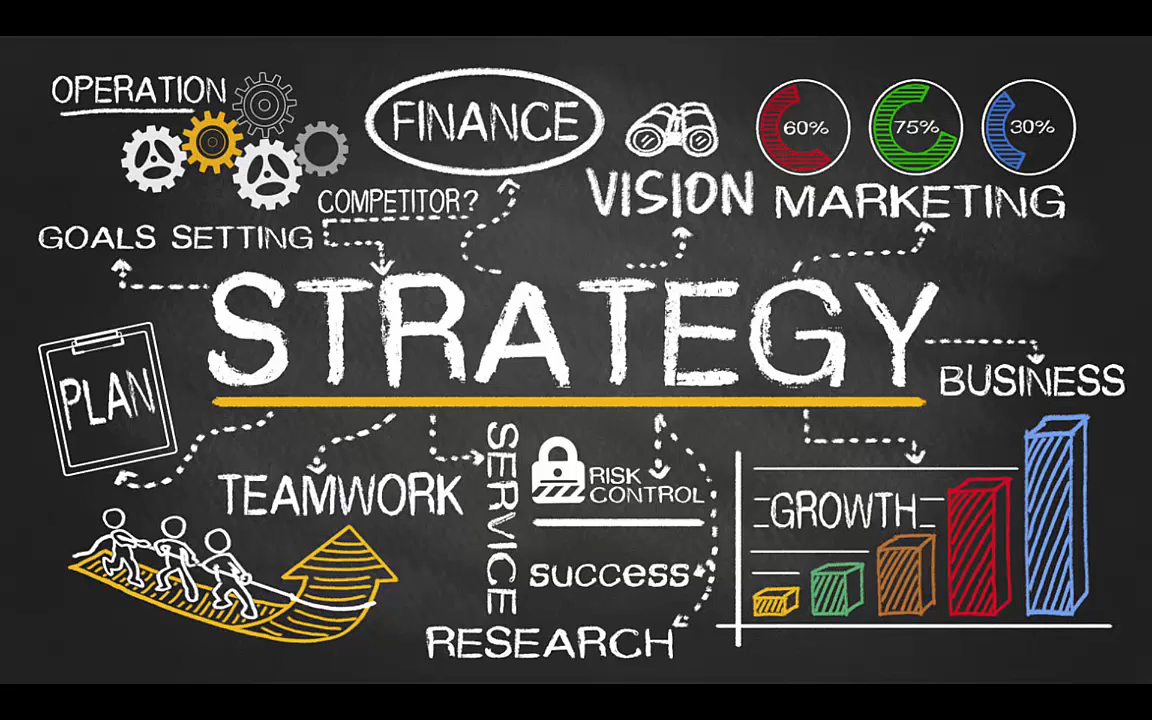 OPERATION
FINANCE
60%
75%
30%
VISION
MARKETING
COMPETITOR?
GOALS SETTING
STRATEGY
BUSINESS
PLAN
TEAMWORK
SERVICE
RISK
CONTROL
GROWTH
success
RESEARCH